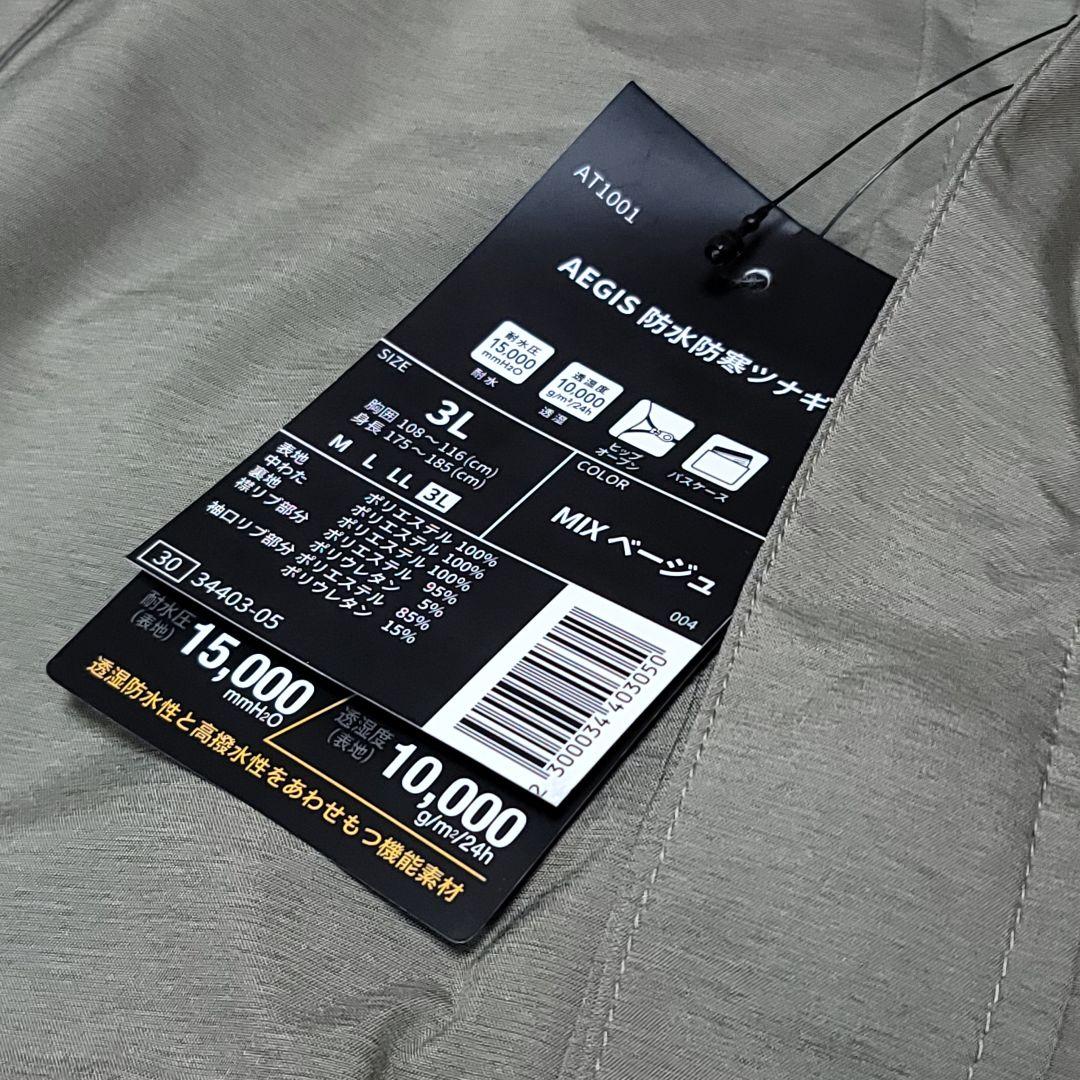 AT1001
AEGIS 防水防寒ツナギ
耐水圧
15,000
mmH2O
耐水
透湿度
10,000
g/m²/24h
透湿
ヒップ
オープン
パスケース
SIZE
3L
胸囲 108～116(cm)
身長 175～185(cm)
M L LL 3L
COLOR
MIX ベージュ
004
表地 ポリエステル 100%
中わた ポリエステル 100%
裏地 ポリエステル 100%
襟リブ部分 ポリエステル 95%
ポリウレタン 5%
袖口リブ部分 ポリエステル 85%
ポリウレタン 15%
30 34403-05
2 300034 403050
耐水圧
(表地)
15,000
mmH2O
透湿度
(表地)
10,000
g/m²/24h
透湿防水性と高撥水性をあわせもつ機能素材